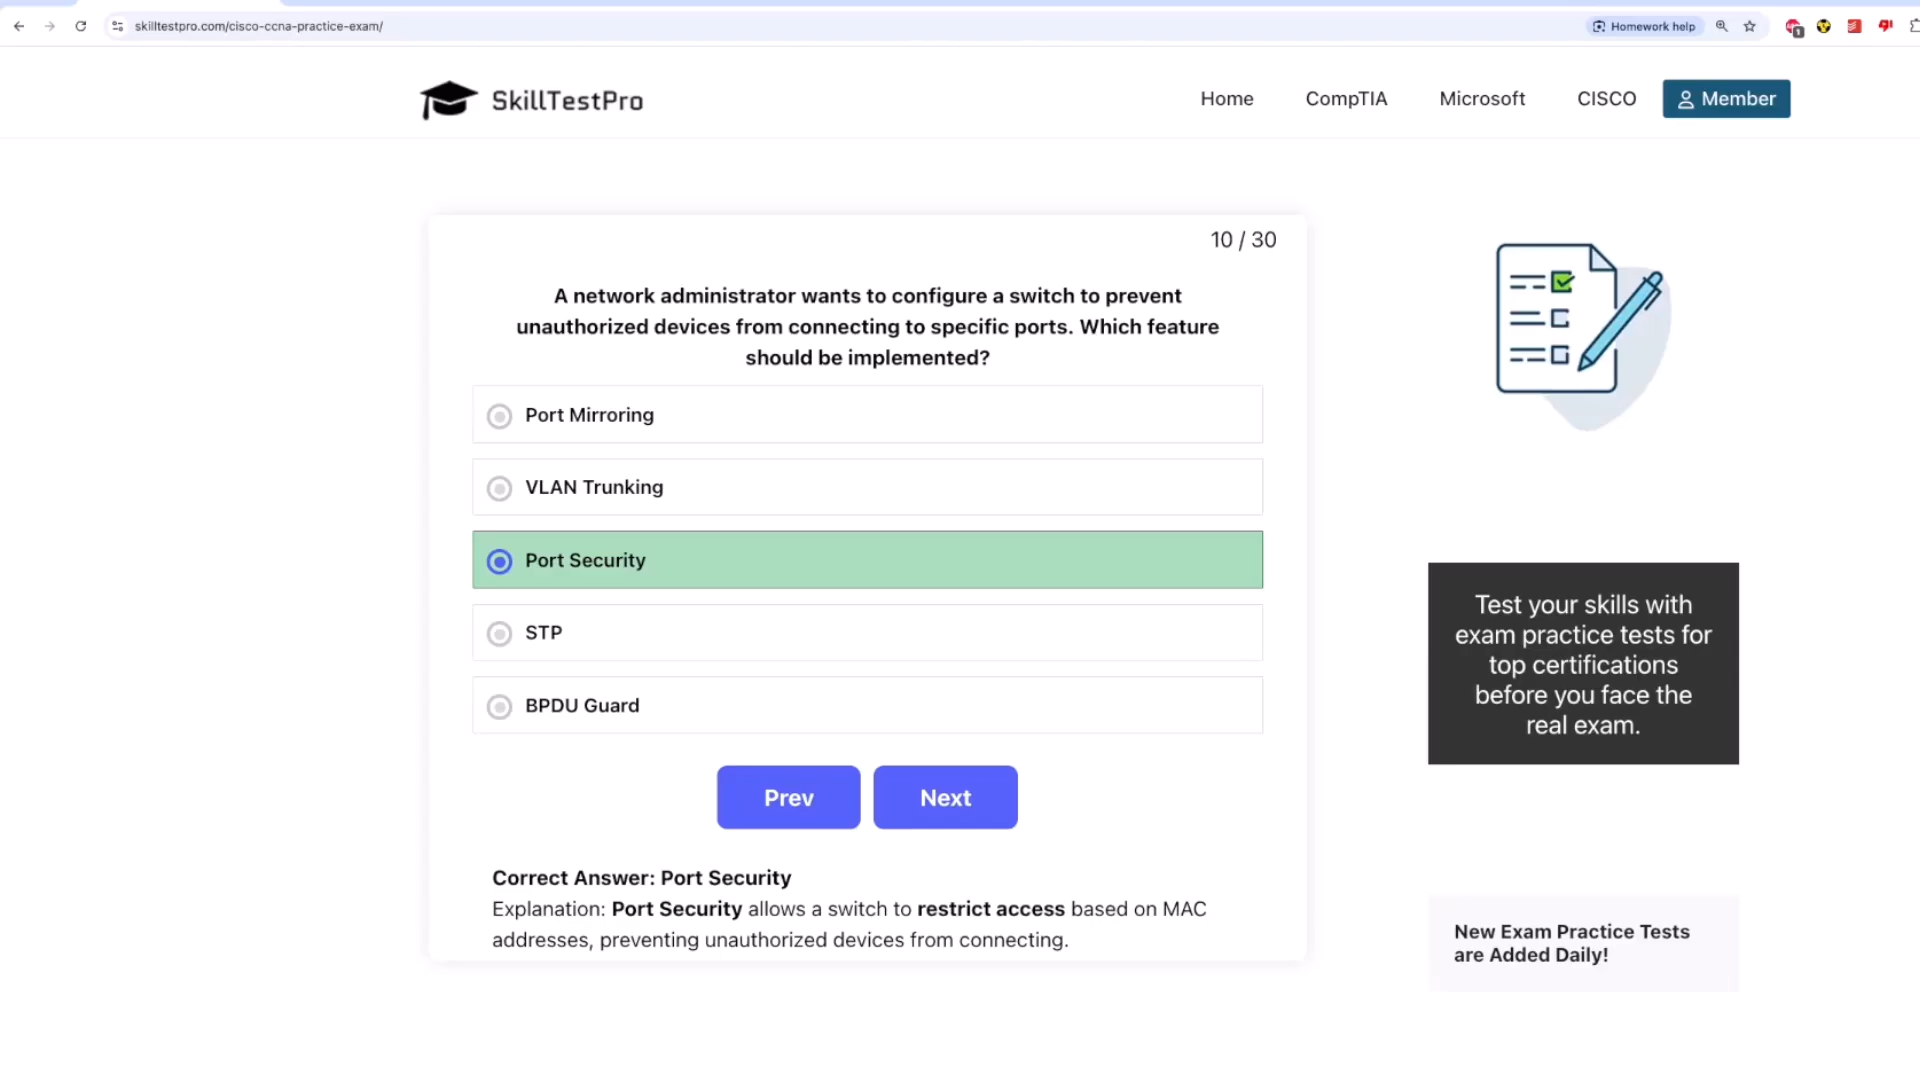 skilltestpro.com/cisco-ccna-practice-exam/
Homework help
1
SkillTestPro
Home
CompTIA
Microsoft
CISCO
Member
10 / 30
A network administrator wants to configure a switch to prevent
unauthorized devices from connecting to specific ports. Which feature
should be implemented?
Port Mirroring
VLAN Trunking
Port Security
STP
BPDU Guard
Prev
Next
Correct Answer: Port Security
Explanation: Port Security allows a switch to restrict access based on MAC
addresses, preventing unauthorized devices from connecting.
Test your skills with
exam practice tests for
top certifications
before you face the
real exam.
New Exam Practice Tests
are Added Daily!